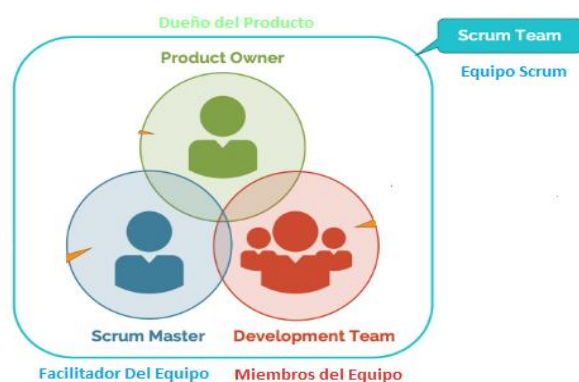 Dueño del Producto
Scrum Team
Product Owner
Equipo Scrum
Scrum Master
Development Team
Facilitador Del Equipo
Miembros del Equipo